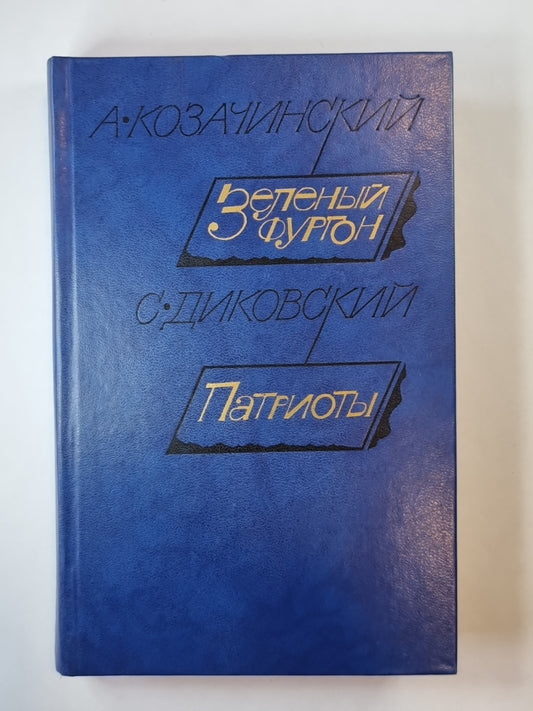 А·КОЗАЧИНСКИЙ
Зеленый
фургон
С·ДИКОВСКИЙ
Патриоты